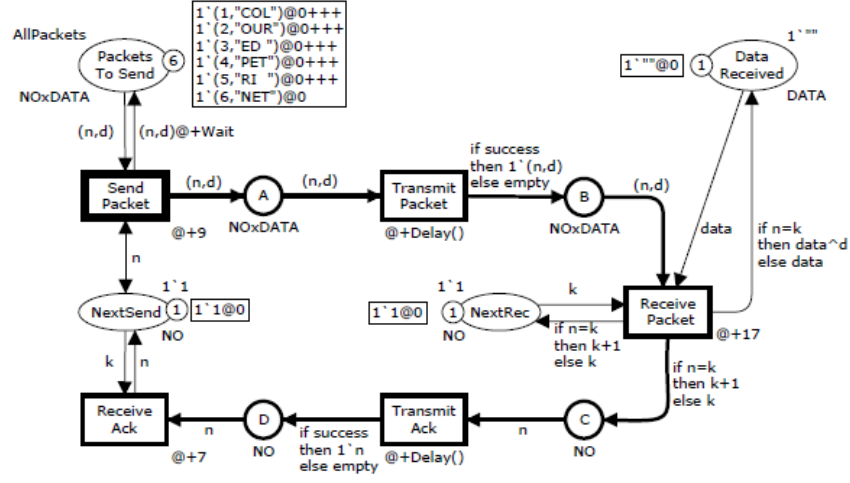 AllPackets
Packets
To Send
6
1`(1,"COL")@0+++
1`(2,"OUR")@0+++
1`(3,"ED ")@0+++
1`(4,"PET")@0+++
1`(5,"RI  ")@0+++
1`(6,"NET")@0
NOxDATA
1`""
1`""@0
1
Data
Received
DATA
(n,d)
(n,d)@+Wait
Send
Packet
@+9
(n,d)
A
NOxDATA
(n,d)
Transmit
Packet
@+Delay()
if success
then 1`(n,d)
else empty
B
NOxDATA
(n,d)
data
if n=k
then data^d
else data
n
1`1
NextSend
1
1`1@0
NO
1`1
1`1@0
1
NextRec
NO
k
if n=k
then k+1
else k
Receive
Packet
@+17
if n=k
then k+1
else k
k
n
Receive
Ack
@+7
n
D
NO
if success
then 1`n
else empty
Transmit
Ack
@+Delay()
n
C
NO